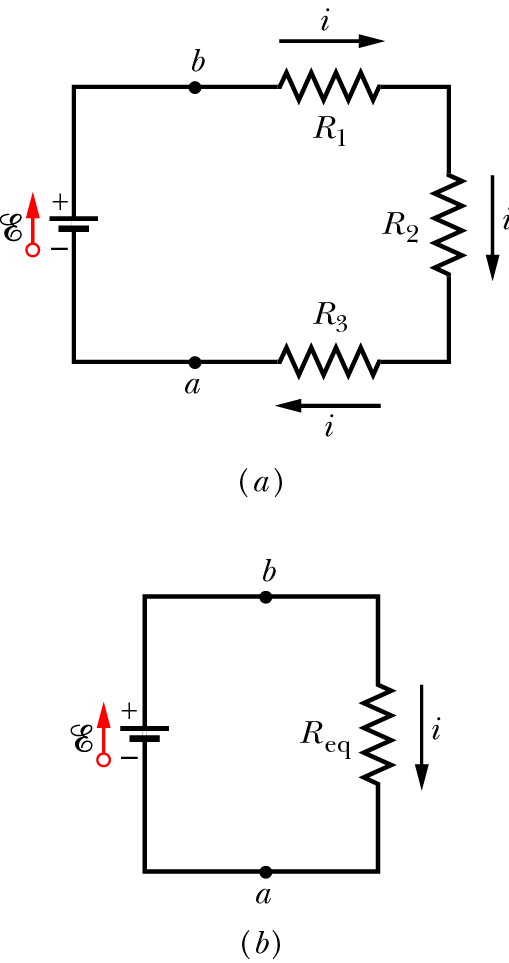 i
b
R1
+
ℰ
−
R2
i
R3
a
i
(a)
b
+
ℰ
−
Req
i
a
(b)